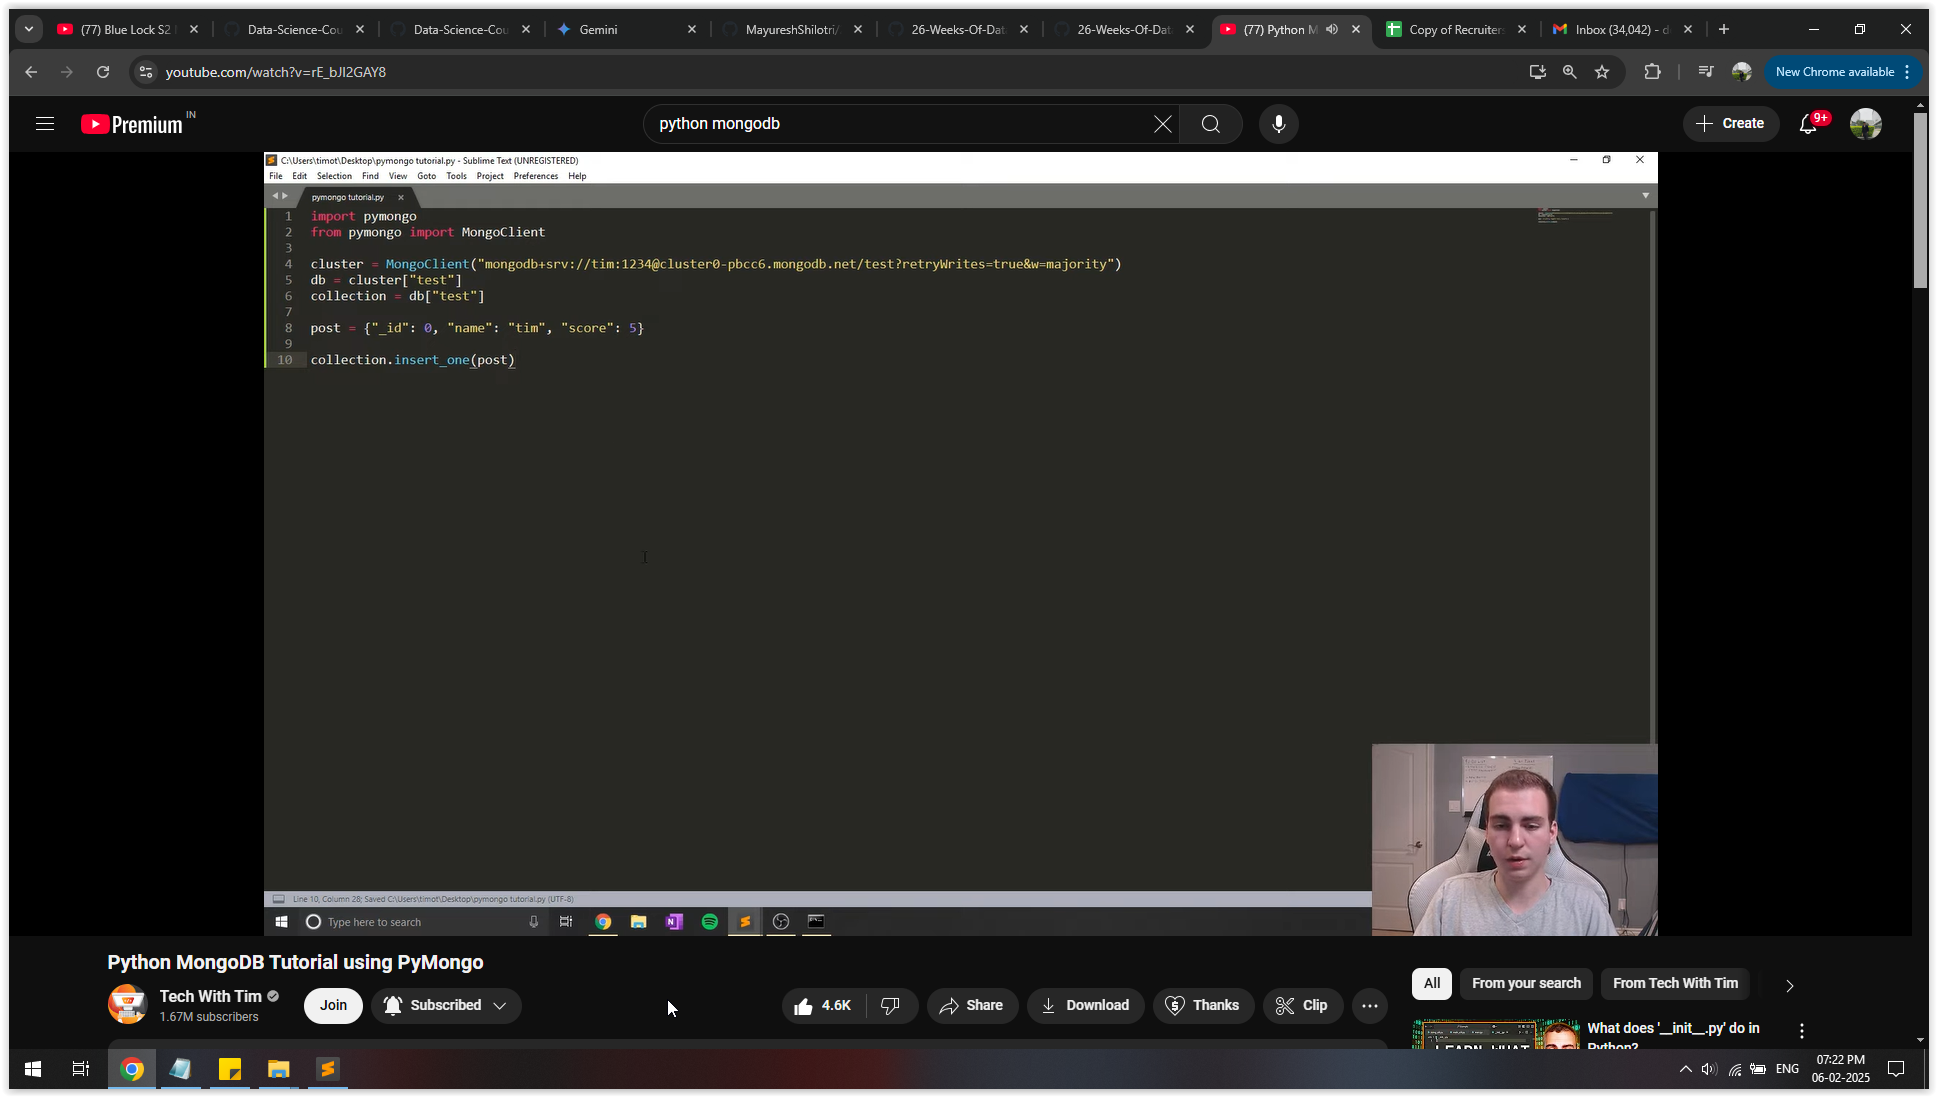 (77) Blue Lock S2
Data-Science-Cou
Data-Science-Cou
Gemini
MayureshShilotri/
26-Weeks-Of-Dat
26-Weeks-Of-Dat
(77) Python M
Copy of Recruiter
Inbox (34,042) - d
youtube.com/watch?v=rE_bJl2GAY8
New Chrome available
Premium IN
python mongodb
Create
9+
C:\Users\timot\Desktop\pymongo tutorial.py - Sublime Text (UNREGISTERED)
File Edit Selection Find View Goto Tools Project Preferences Help
pymongo tutorial.py
1 import pymongo
2 from pymongo import MongoClient
3
4 cluster = MongoClient("mongodb+srv://tim:1234@cluster0-pbcc6.mongodb.net/test?retryWrites=true&w=majority")
5 db = cluster["test"]
6 collection = db["test"]
7
8 post = {"_id": 0, "name": "tim", "score": 5}
9
10 collection.insert_one(post)
Line 10, Column 28; Saved C:\Users\timot\Desktop\pymongo tutorial.py (UTF-8)
Type here to search
Python MongoDB Tutorial using PyMongo
Tech With Tim
1.67M subscribers
Join
Subscribed
4.6K
Share
Download
Thanks
Clip
All
From your search
From Tech With Tim
What does '__init__.py' do in
Python?
LEARN WHAT
ENG
07:22 PM
06-02-2025